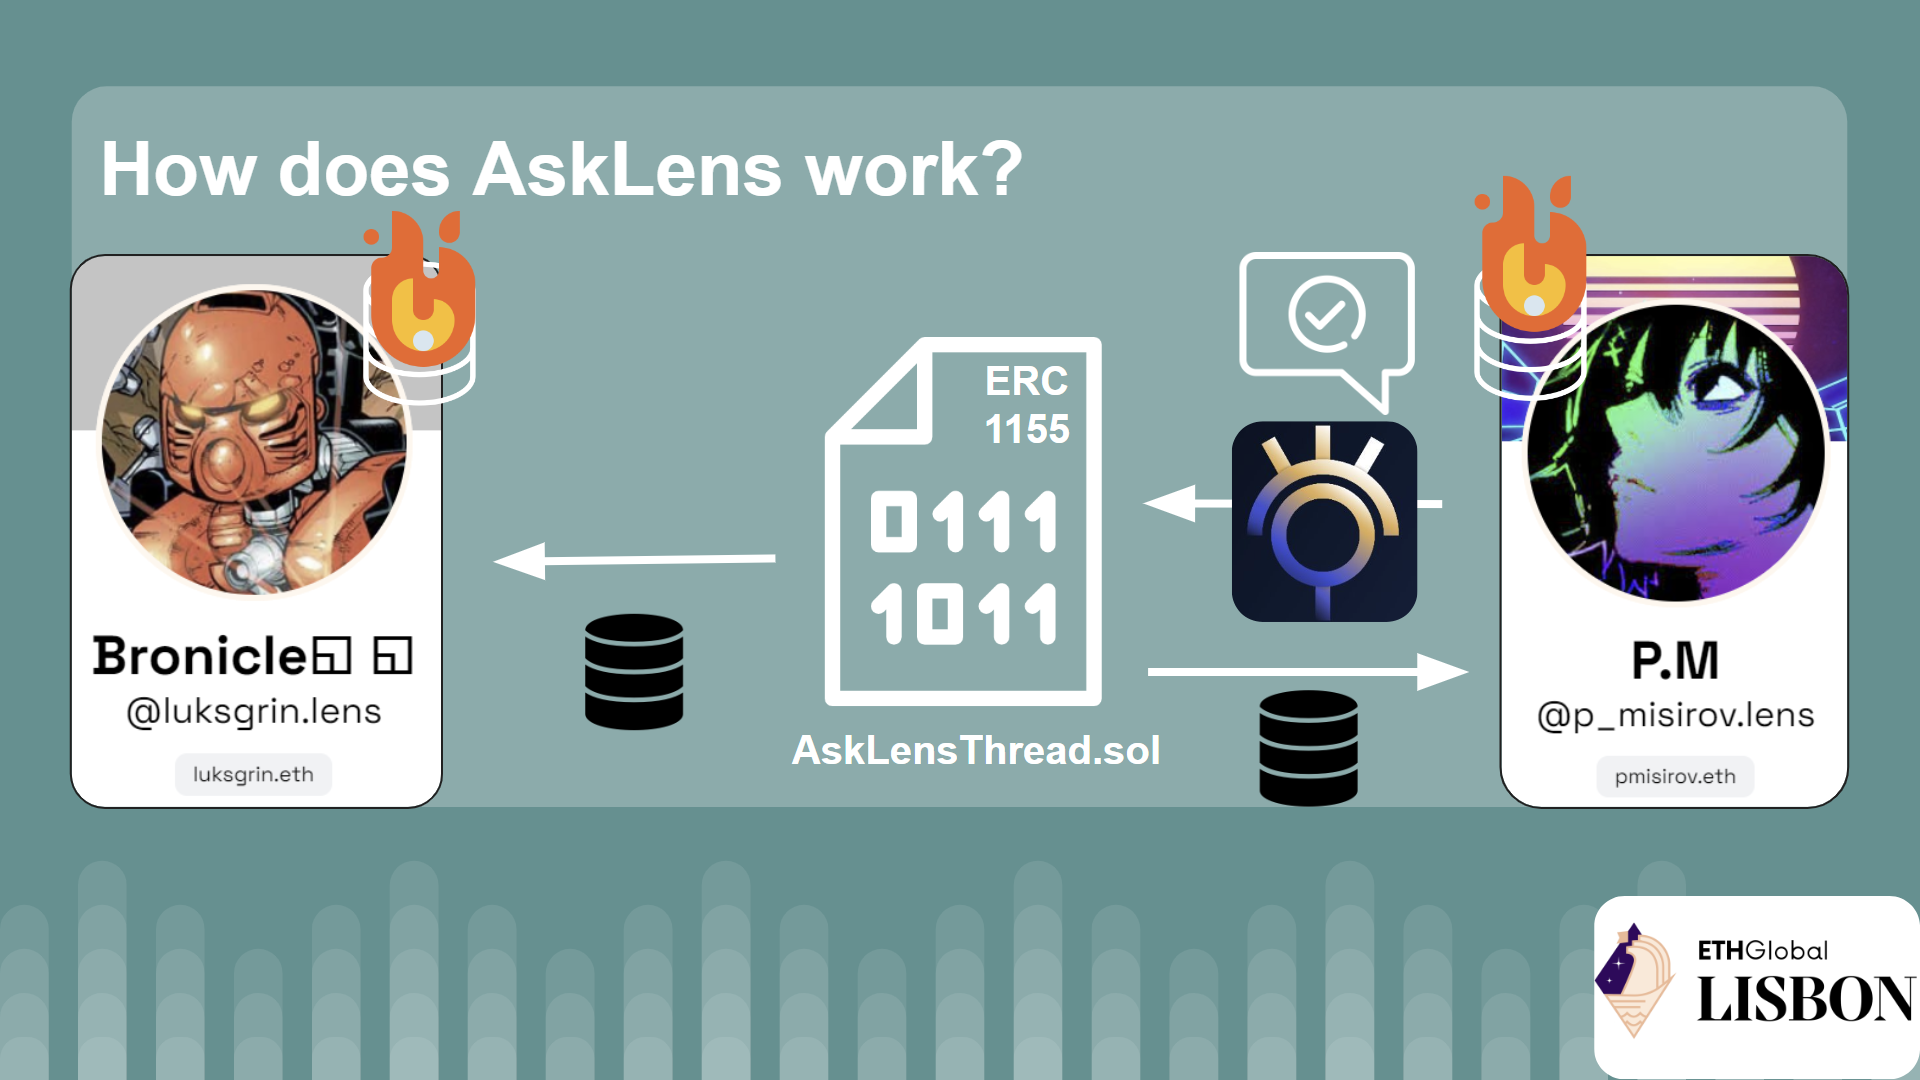 How does AskLens work?
ERC
1155
0111
1011
AskLensThread.sol
Bronicle
@luksgrin.lens
luksgrin.eth
P.M
@p_misirov.lens
pmisirov.eth
ETHGlobal
LISBON